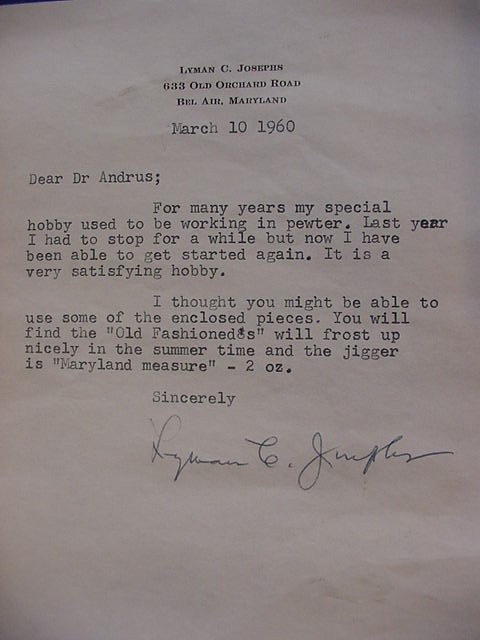 LYMAN C. JOSEPHS
633 OLD ORCHARD ROAD
BEL AIR, MARYLAND
March 10 1960
Dear Dr Andrus;
For many years my special
hobby used to be working in pewter. Last year
I had to stop for a while but now I have
been able to get started again. It is a
very satisfying hobby.
I thought you might be able to
use some of the enclosed pieces. You will
find the "Old Fashioneds" will frost up
nicely in the summer time and the jigger
is "Maryland measure" - 2 oz.
Sincerely
Lyman C. Josephs